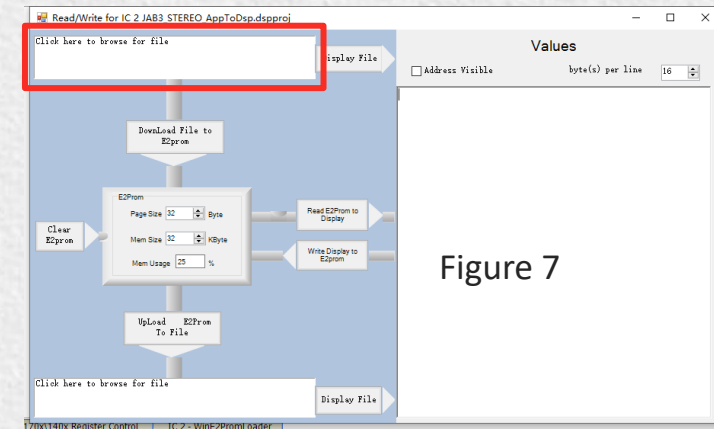 Read/Write for IC 2 JAB3_STEREO_AppToDsp.dspproj
Click here to browse for file
Display File
Values
Address Visible
byte(s) per line
16
DownLoad File to
E2prom
E2Prom
Page Size 32 Byte
Mem Size 32 KByte
Mem Usage 25 %
Clear
E2prom
Read E2Prom to
Display
Write Display to
E2prom
Figure 7
UpLoad E2Prom
To File
Click here to browse for file
Display File
170x\140x Register Control
IC 2 - WinE2PromLoader